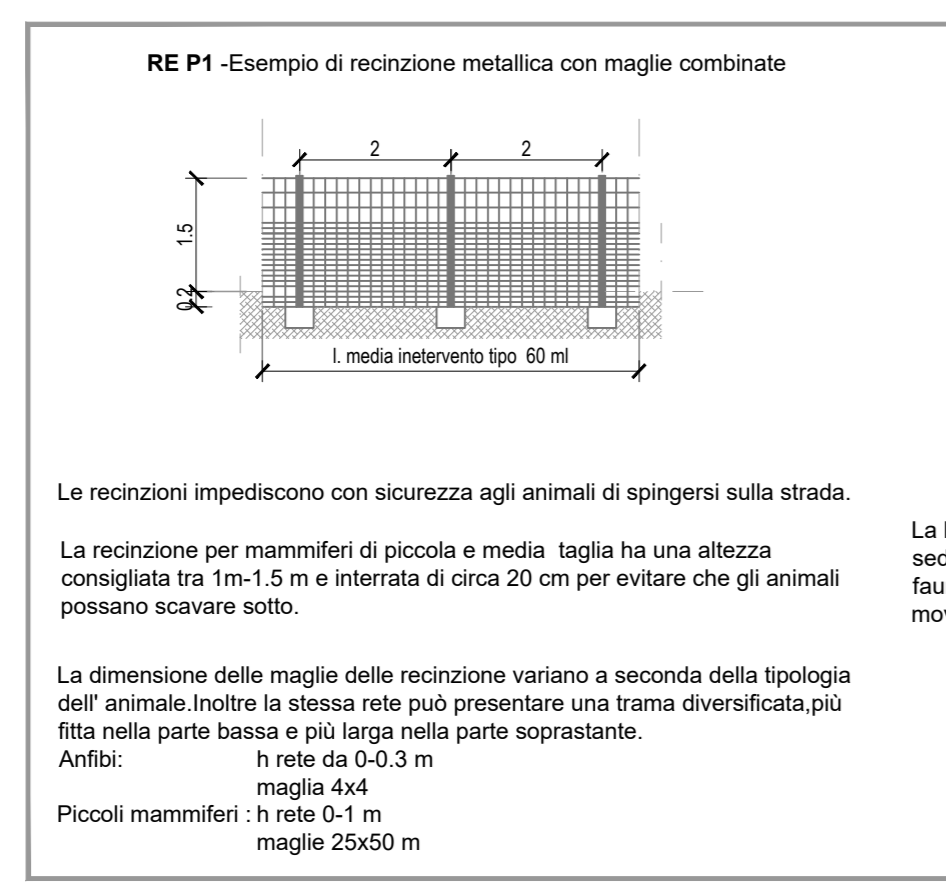 RE P1 -Esempio di recinzione metallica con maglie combinate
2 2
1.5
0.2
l. media inetervento tipo 60 ml
Le recinzioni impediscono con sicurezza agli animali di spingersi sulla strada.
La recinzione per mammiferi di piccola e media taglia ha una altezza
consigliata tra 1m-1.5 m e interrata di circa 20 cm per evitare che gli animali
possano scavare sotto.
La dimensione delle maglie delle recinzione variano a seconda della tipologia
dell' animale.Inoltre la stessa rete può presentare una trama diversificata,più
fitta nella parte bassa e più larga nella parte soprastante.
Anfibi: h rete da 0-0.3 m
maglia 4x4
Piccoli mammiferi : h rete 0-1 m
maglie 25x50 m
La
sed
fau
mov